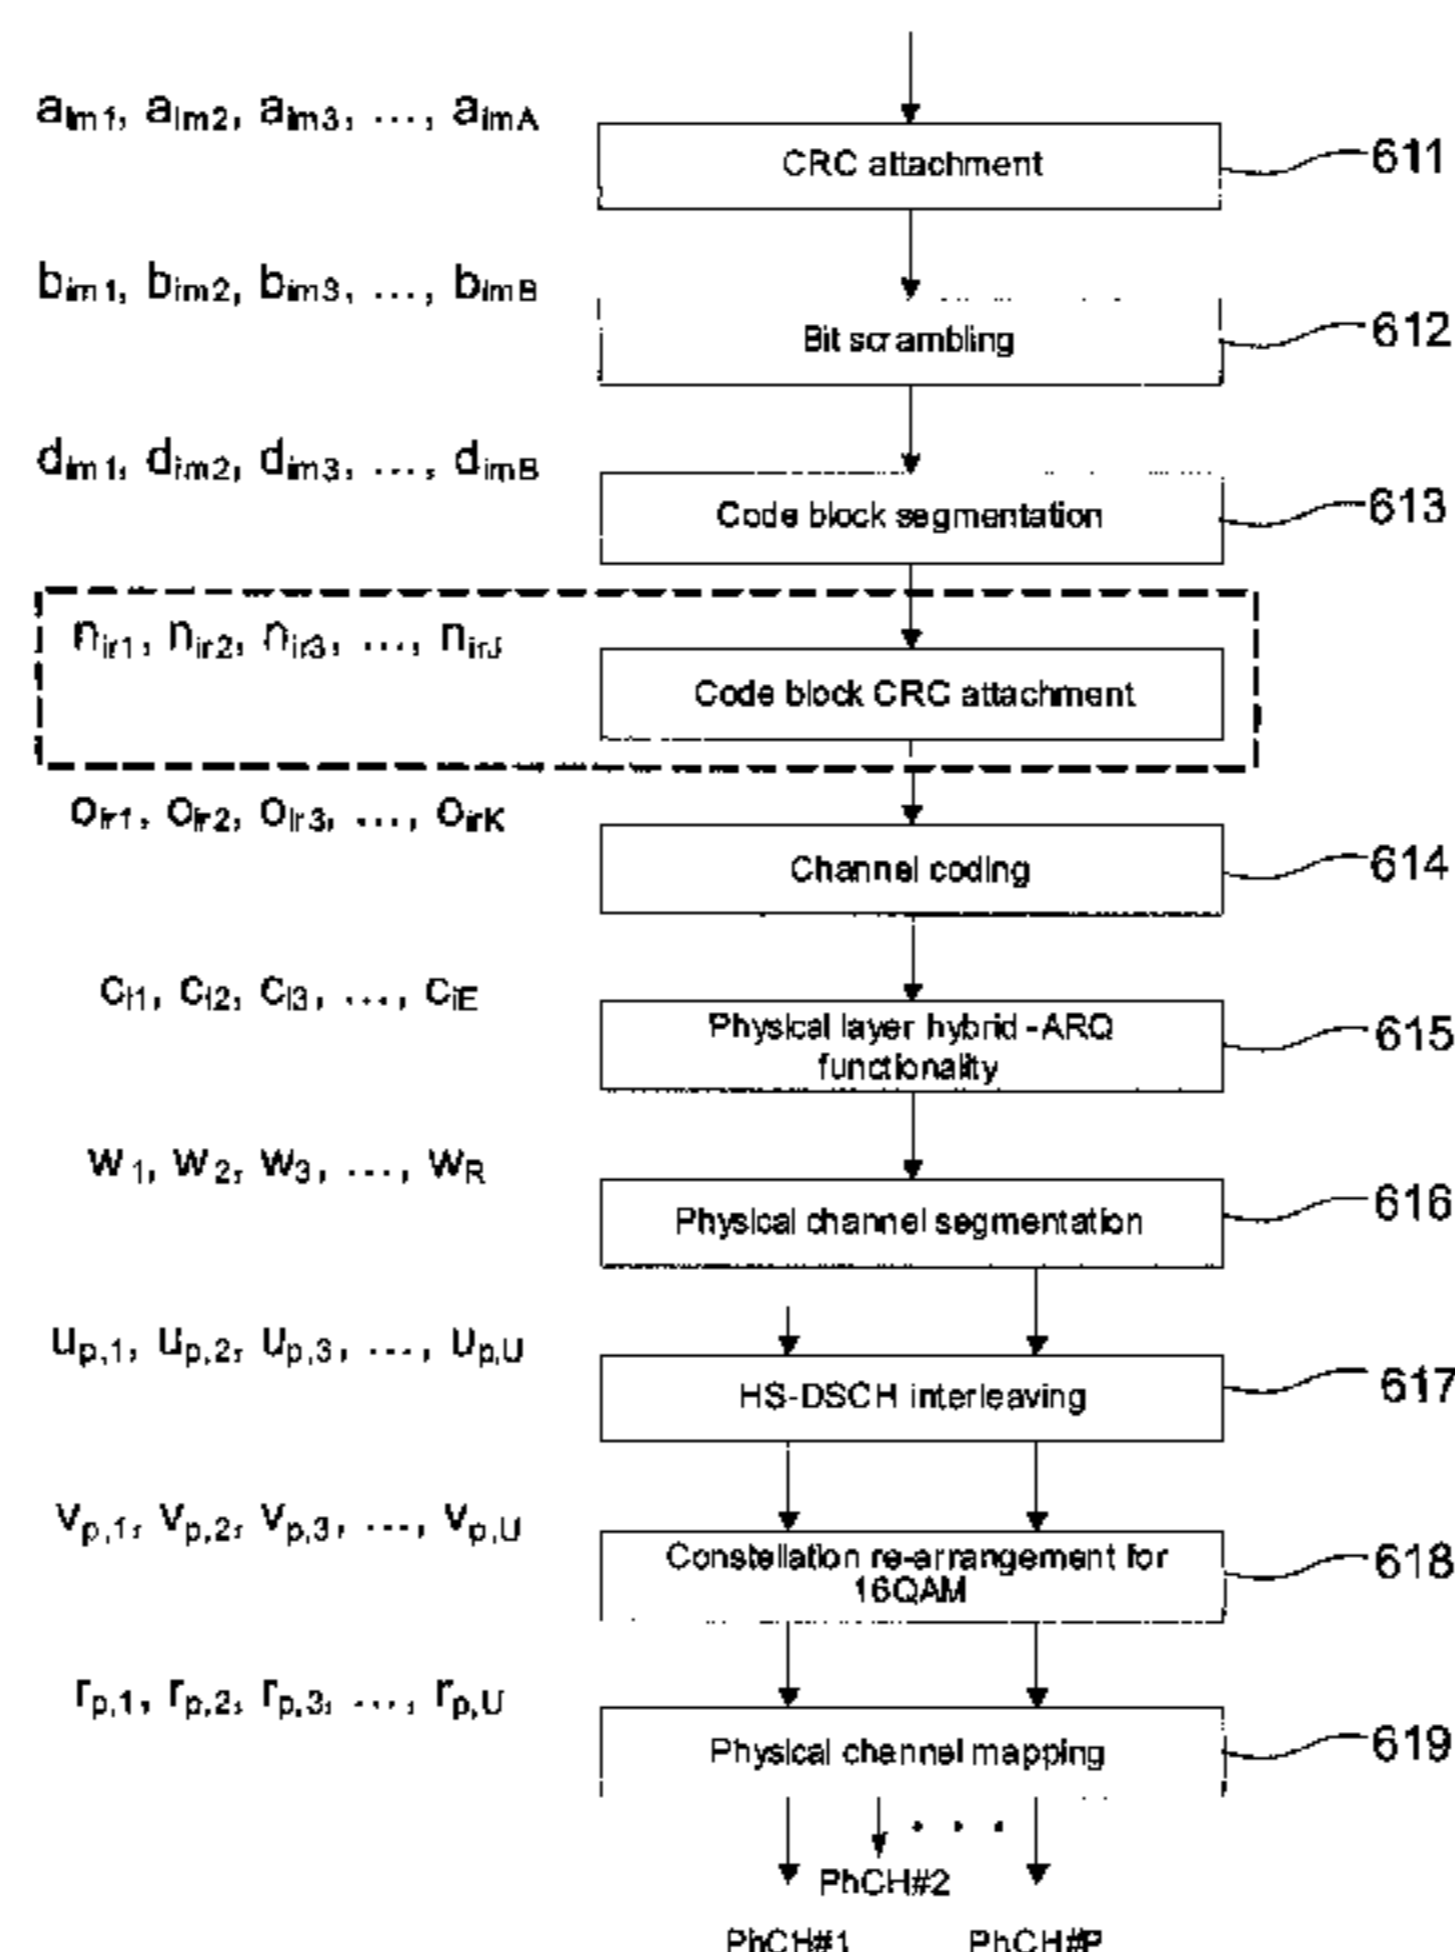 a_im1, a_im2, a_im3, ..., a_imA
CRC attachment
611
b_im1, b_im2, b_im3, ..., b_imB
Bit scrambling
612
d_im1, d_im2, d_im3, ..., d_imB
Code block segmentation
613
n_ir1, n_ir2, n_ir3, ..., n_irJ
Code block CRC attachment
o_ir1, o_ir2, o_ir3, ..., o_irK
Channel coding
614
c_i1, c_i2, c_i3, ..., c_iE
Physical layer hybrid-ARQ
functionality
615
w_1, w_2, w_3, ..., w_R
Physical channel segmentation
616
u_p,1, u_p,2, u_p,3, ..., u_p,U
HS-DSCH interleaving
617
v_p,1, v_p,2, v_p,3, ..., v_p,U
Constellation re-arrangement for
16QAM
618
r_p,1, r_p,2, r_p,3, ..., r_p,U
Physical channel mapping
619
. . .
PhCH#2
PhCH#1 PhCH#P